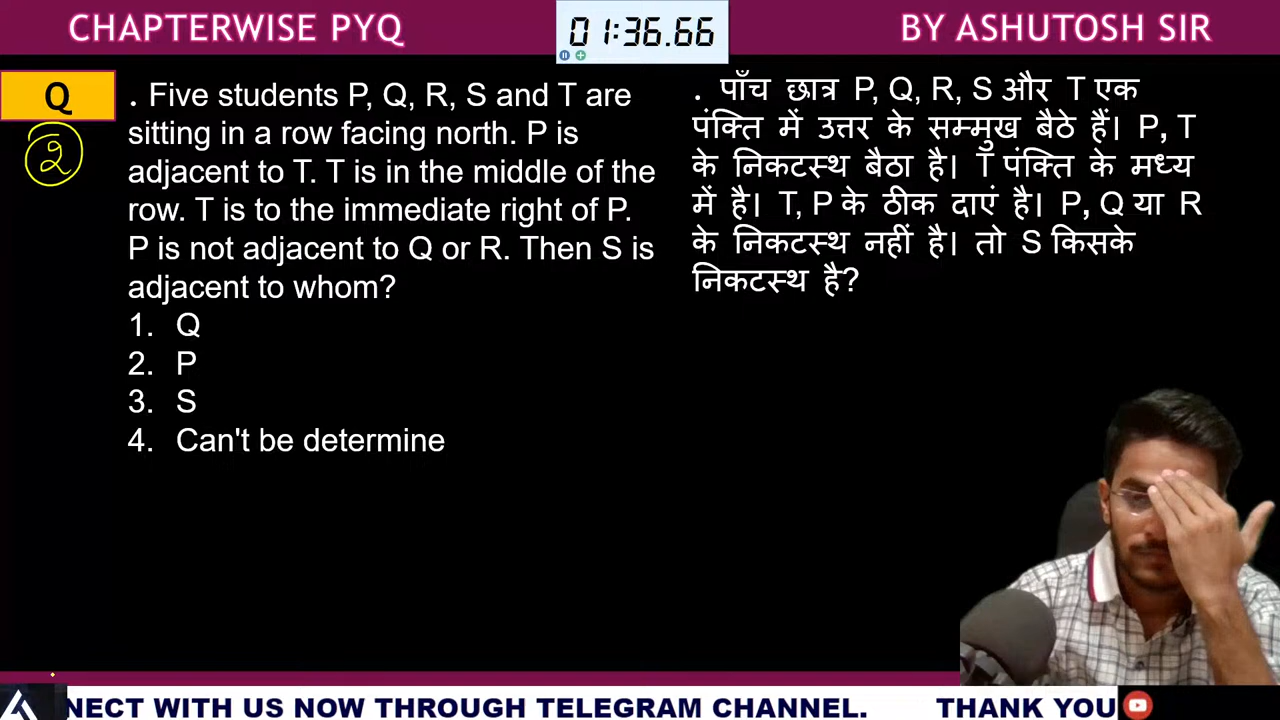 CHAPTERWISE PYQ
01:36.66
BY ASHUTOSH SIR
Q
2
. Five students P, Q, R, S and T are
sitting in a row facing north. P is
adjacent to T. T is in the middle of the
row. T is to the immediate right of P.
P is not adjacent to Q or R. Then S is
adjacent to whom?
1. Q
2. P
3. S
4. Can't be determine
. पाँच छात्र P, Q, R, S और T एक
पंक्ति में उत्तर के सम्मुख बैठे हैं। P, T
के निकटस्थ बैठा है। T पंक्ति के मध्य
में है। T, P के ठीक दाएं है। P, Q या R
के निकटस्थ नहीं है। तो S किसके
निकटस्थ है?
NECT WITH US NOW THROUGH TELEGRAM CHANNEL. THANK YOU